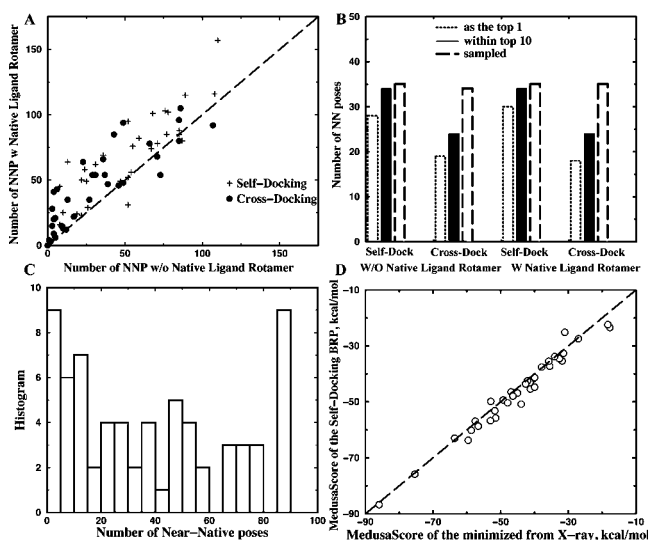 A
Number of NNP w Native Ligand Rotamer
150
100
50
0
0 50 100 150
Number of NNP w/o Native Ligand Rotamer
Self-Docking
Cross-Docking
B
as the top 1
within top 10
sampled
Number of NN poses
50
40
30
20
10
0
Self-Dock Cross-Dock Self-Dock Cross-Dock
W/O Native Ligand Rotamer W Native Ligand Rotamer
C
Histogram
10
8
6
4
2
0
0 20 40 60 80 100
Number of Near-Native poses
D
MedusaScore of the Self-Docking BRP, kcal/mol
-10
-30
-50
-70
-90
-90 -70 -50 -30 -10
MedusaScore of the minimized from X-ray, kcal/mol